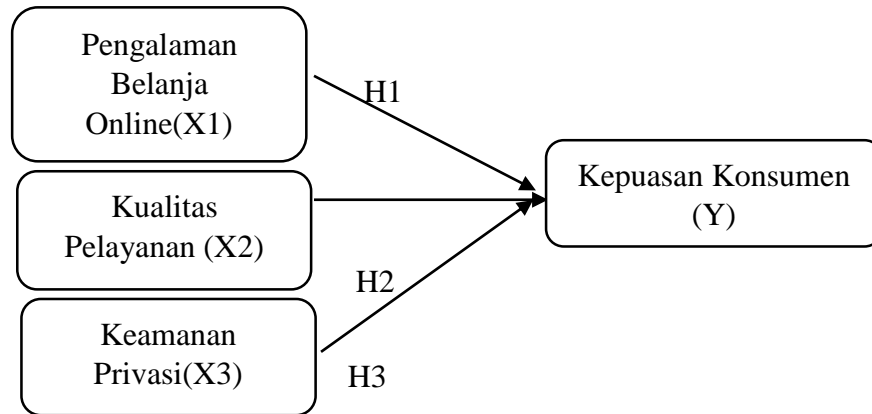 Pengalaman
Belanja
Online(X1)
H1
Kualitas
Pelayanan (X2)
Kepuasan Konsumen
(Y)
H2
Keamanan
Privasi(X3)
H3